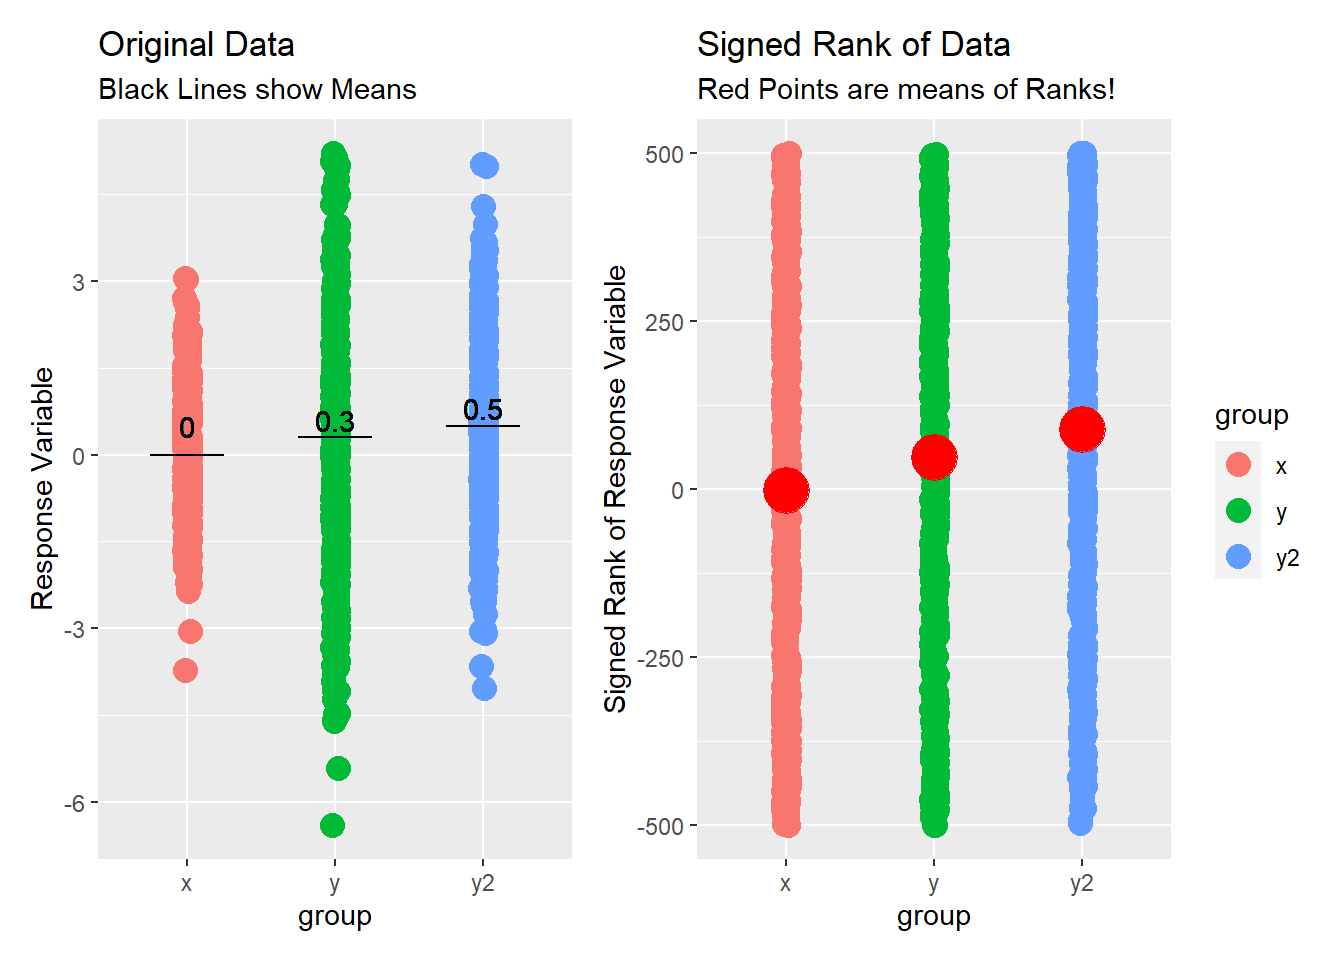 Original Data
Black Lines show Means
Response Variable
3
0
-3
-6
0
0.3
0.5
x
y
y2
group
Signed Rank of Data
Red Points are means of Ranks!
Signed Rank of Response Variable
500
250
0
-250
-500
x
y
y2
group
group
x
y
y2